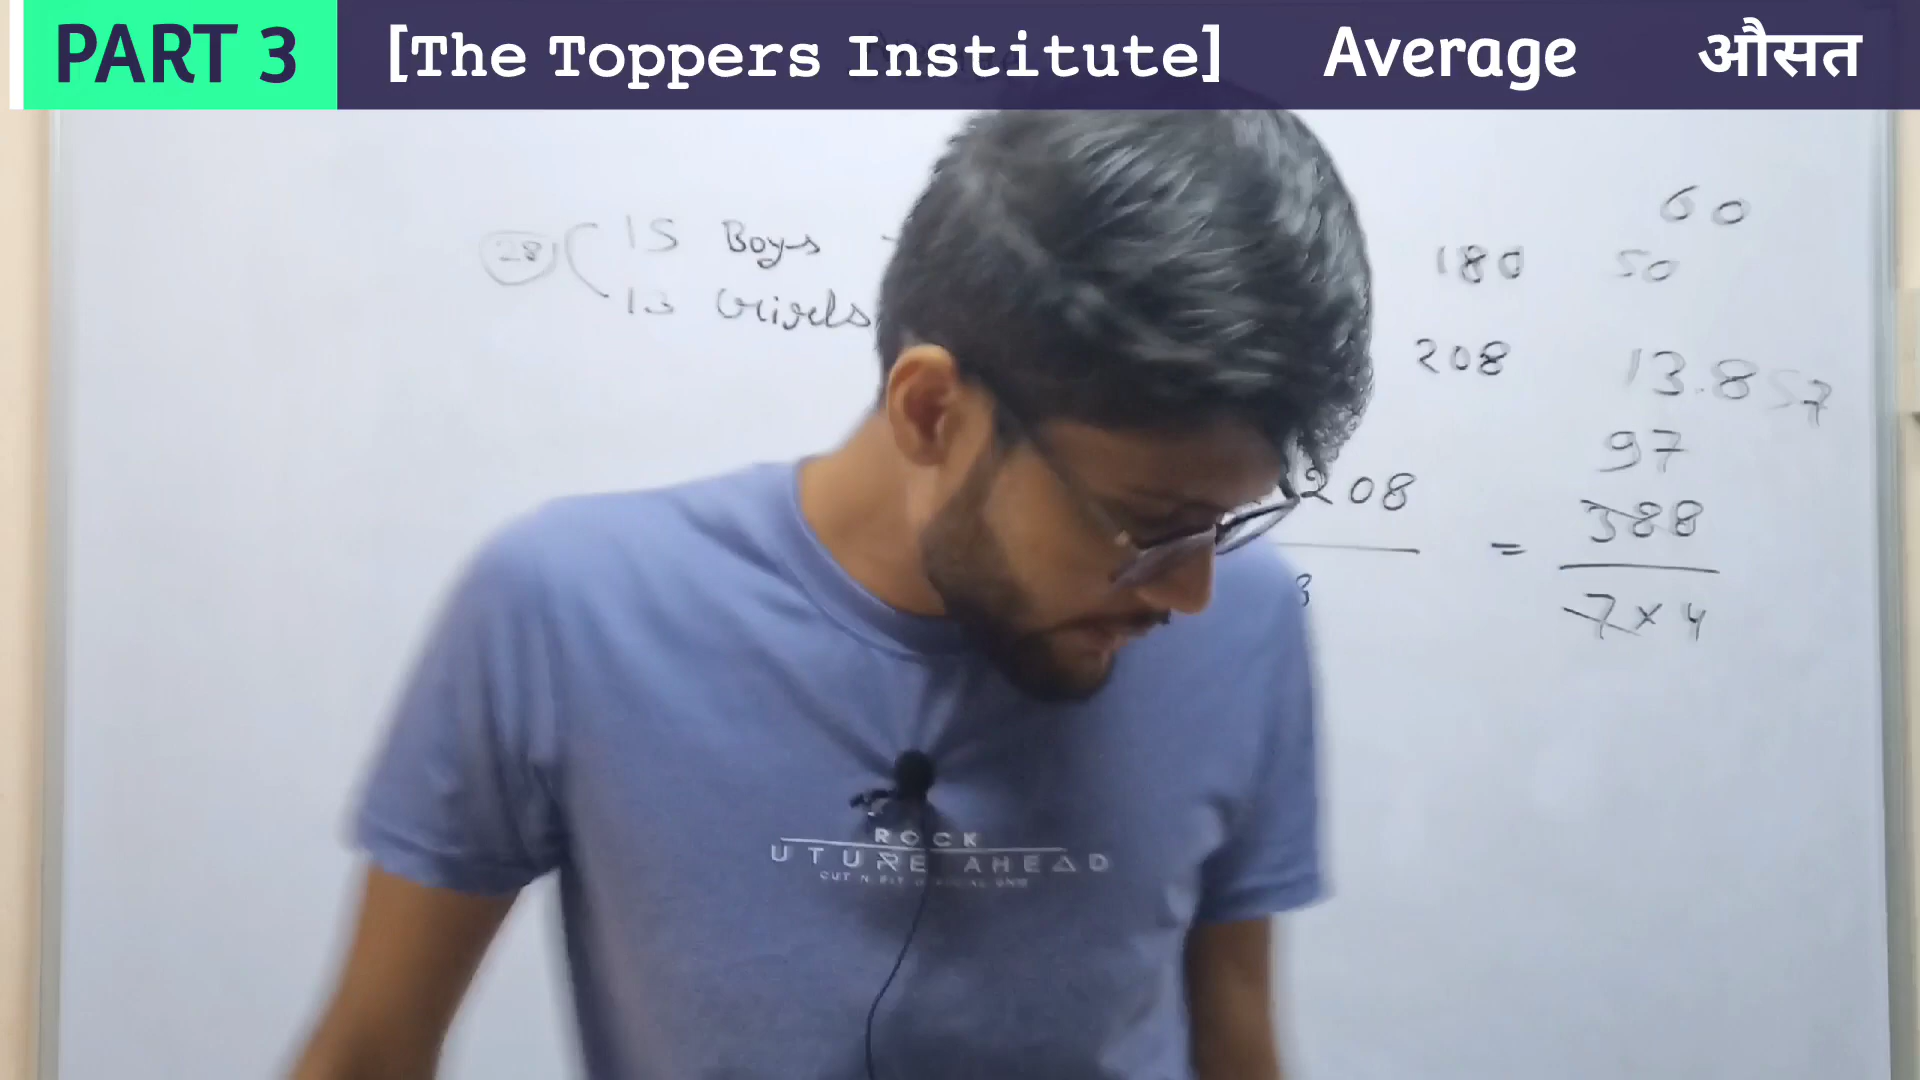 PART 3 [The Toppers Institute] Average औसत
60
28 15 Boys 180 50
13 Girls
208 13.857
97
208 = 388
8 7 x 4
ROCK
UTURE AHEAD